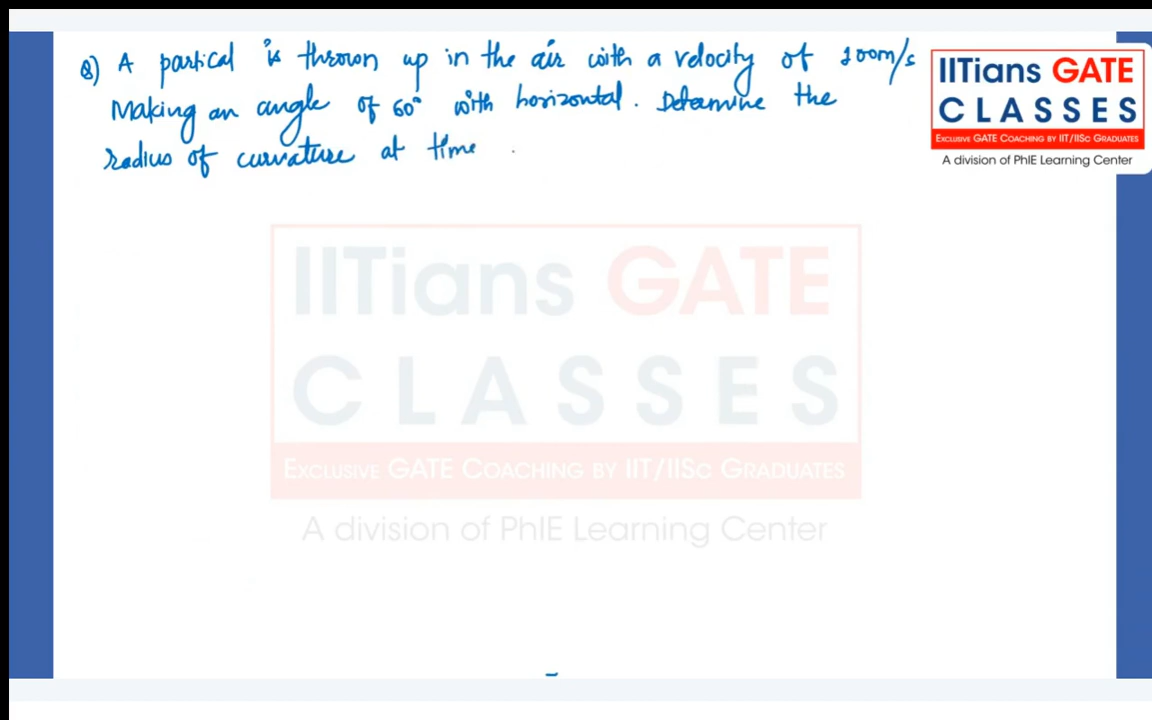 Q) A partical is thrown up in the air with a velocity of 100m/s
Making an angle of 60° with horizontal. Determine the
radius of curvature at time
IITians GATE
CLASSES
EXCLUSIVE GATE COACHING BY IIT/IISC GRADUATES
A division of PhIE Learning Center
IITians GATE
CLASSES
EXCLUSIVE GATE COACHING BY IIT/IISC GRADUATES
A division of PhIE Learning Center